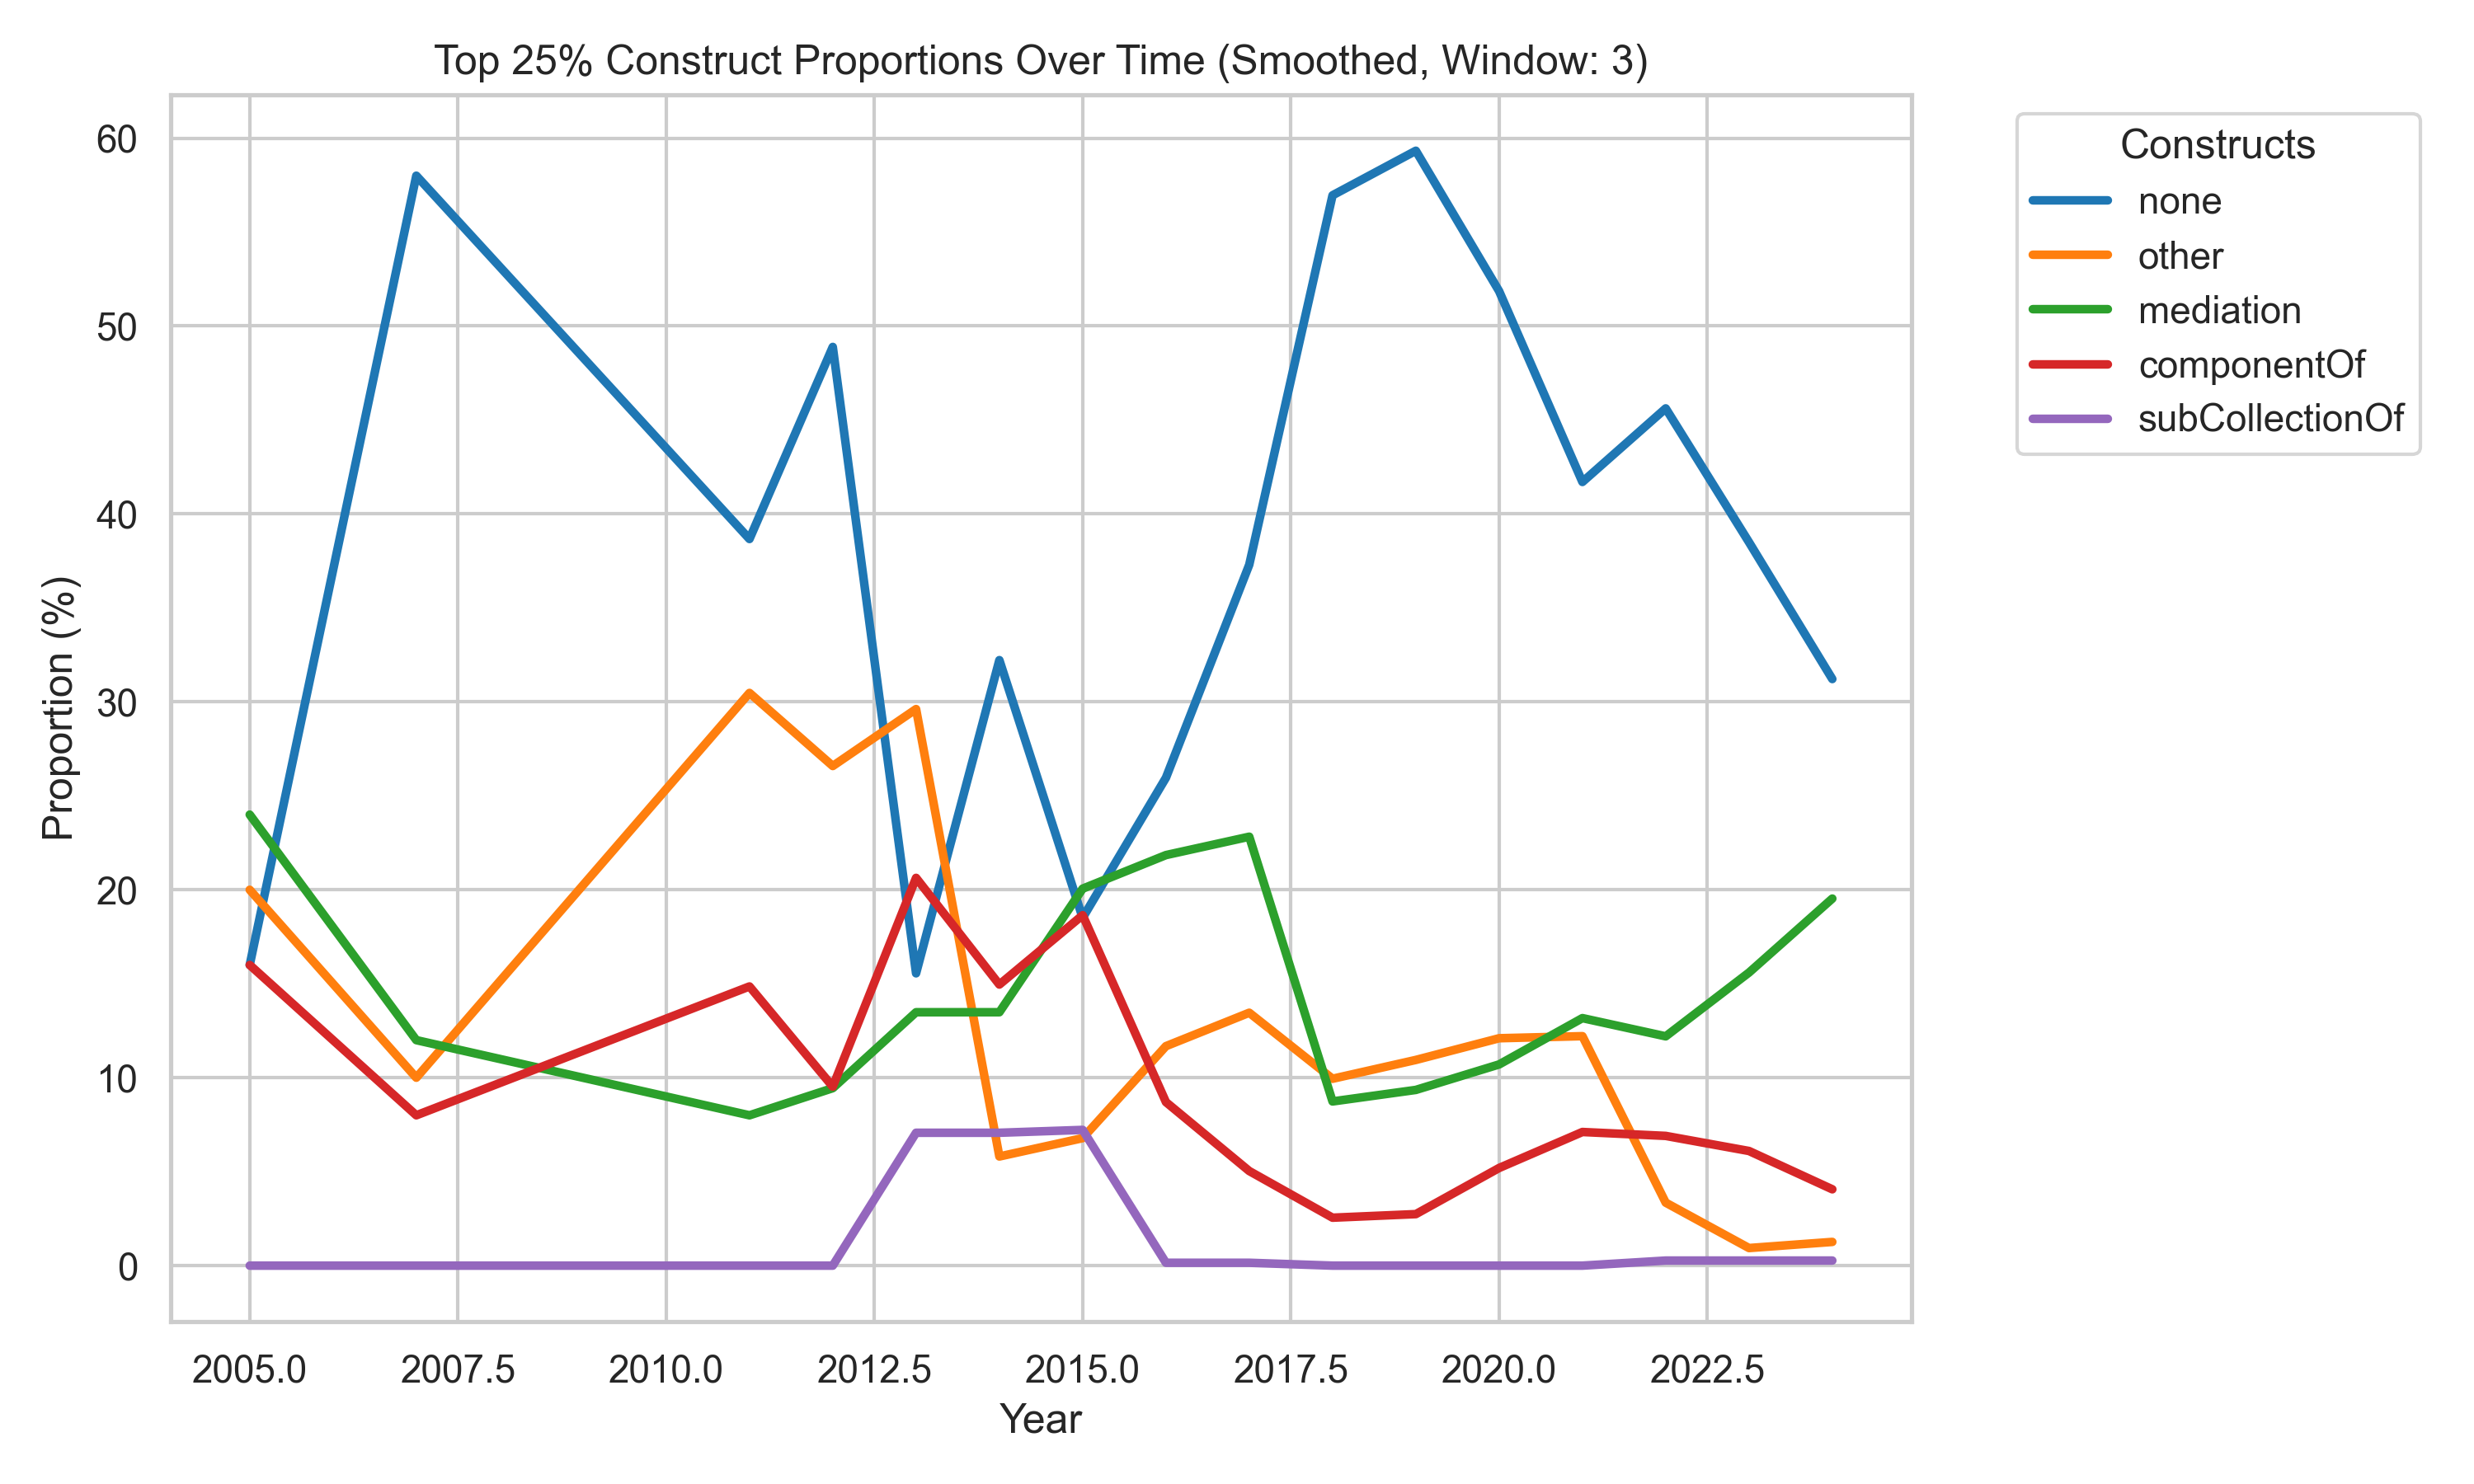 Top 25% Construct Proportions Over Time (Smoothed, Window: 3)
Constructs
none
other
mediation
componentOf
subCollectionOf
Proportion (%)
60
50
40
30
20
10
0
2005.0 2007.5 2010.0 2012.5 2015.0 2017.5 2020.0 2022.5
Year